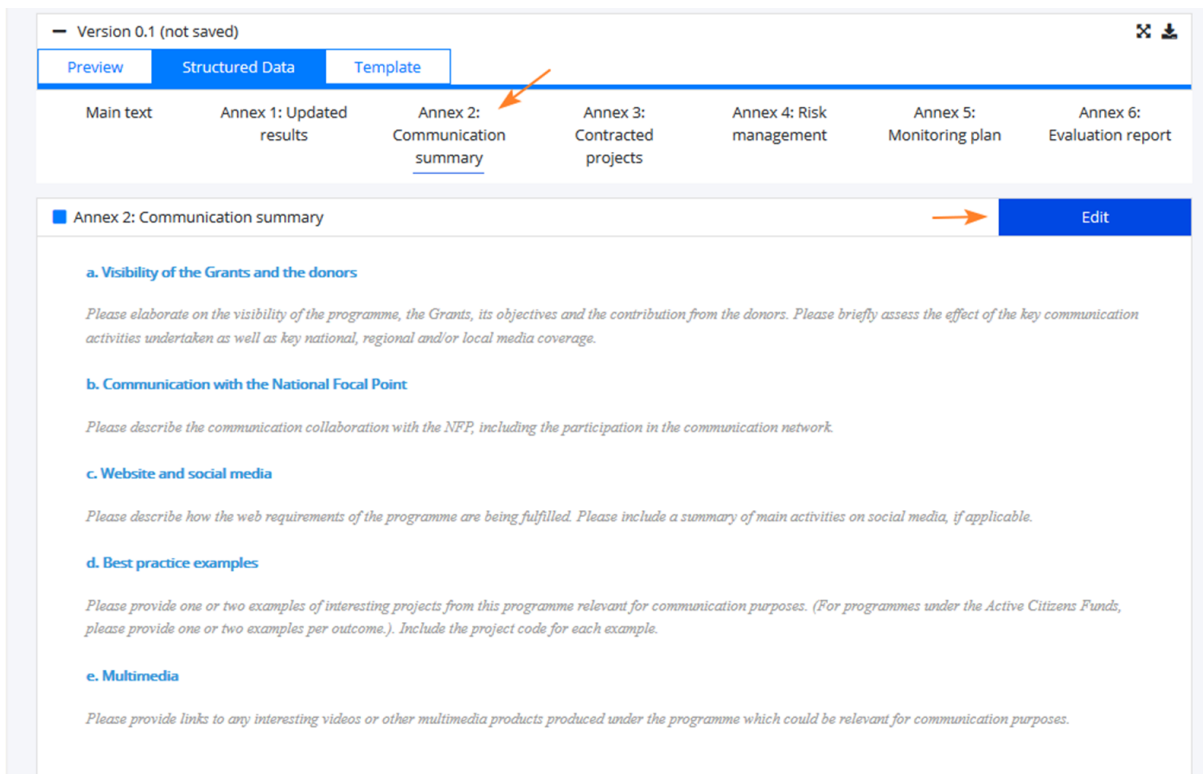 Version 0.1 (not saved)
Preview Structured Data Template
Main text Annex 1: Updated Annex 2: Annex 3: Annex 4: Risk Annex 5: Annex 6:
results Communication Contracted management Monitoring plan Evaluation report
summary projects
Annex 2: Communication summary Edit
a. Visibility of the Grants and the donors
Please elaborate on the visibility of the programme, the Grants, its objectives and the contribution from the donors. Please briefly assess the effect of the key communication
activities undertaken as well as key national, regional and/or local media coverage.
b. Communication with the National Focal Point
Please describe the communication collaboration with the NFP, including the participation in the communication network.
c. Website and social media
Please describe how the web requirements of the programme are being fulfilled. Please include a summary of main activities on social media, if applicable.
d. Best practice examples
Please provide one or two examples of interesting projects from this programme relevant for communication purposes. (For programmes under the Active Citizens Funds,
please provide one or two examples per outcome.). Include the project code for each example.
e. Multimedia
Please provide links to any interesting videos or other multimedia products produced under the programme which could be relevant for communication purposes.